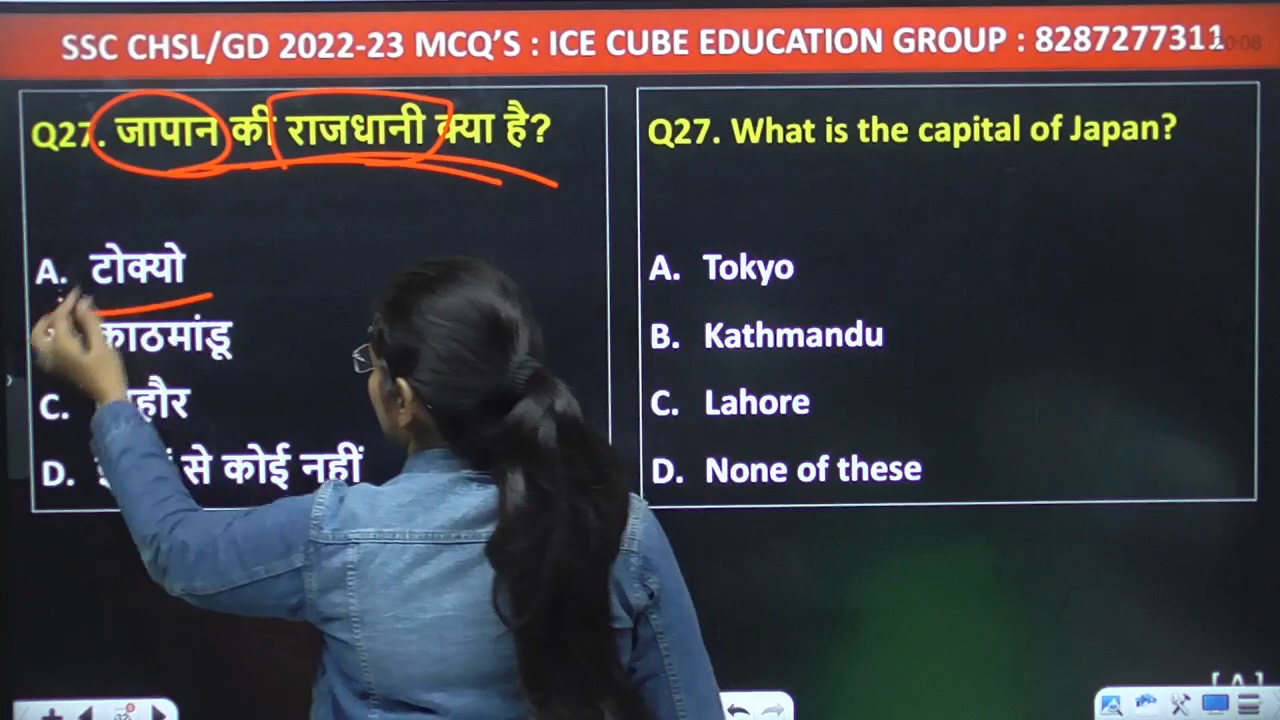 SSC CHSL/GD 2022-23 MCQ’S : ICE CUBE EDUCATION GROUP : 8287277311
Q27. जापान की राजधानी क्या है?
A. टोक्यो
काठमांडू
C.
D. से कोई नहीं
Q27. What is the capital of Japan?
A. Tokyo
B. Kathmandu
C. Lahore
D. None of these
[A]